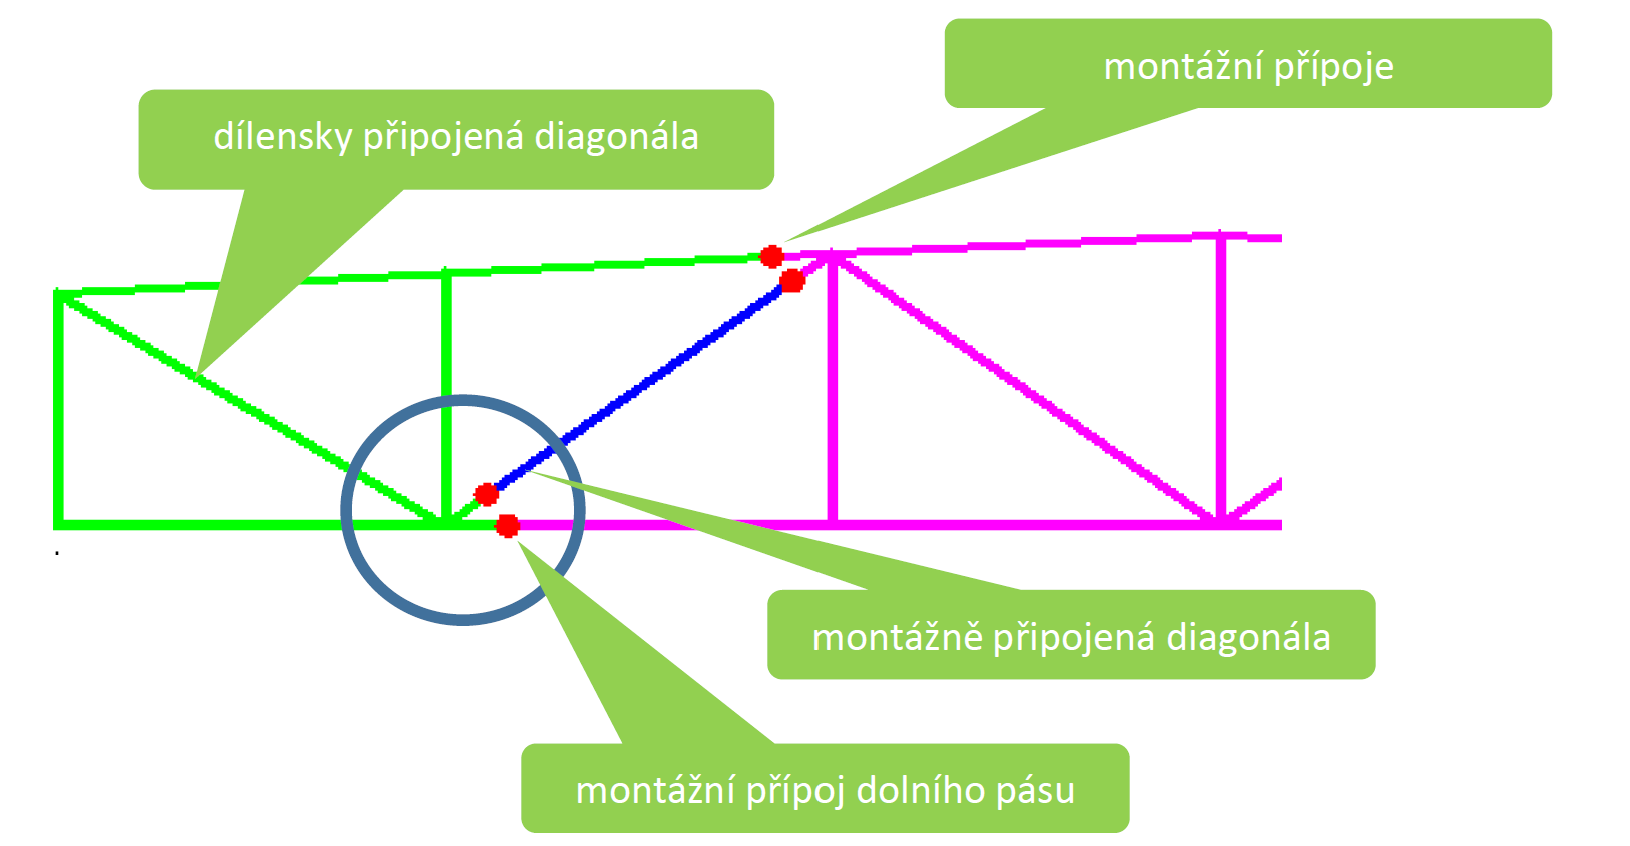 montážní přípoje
dílensky připojená diagonála
montážně připojená diagonála
montážní přípoj dolního pásu